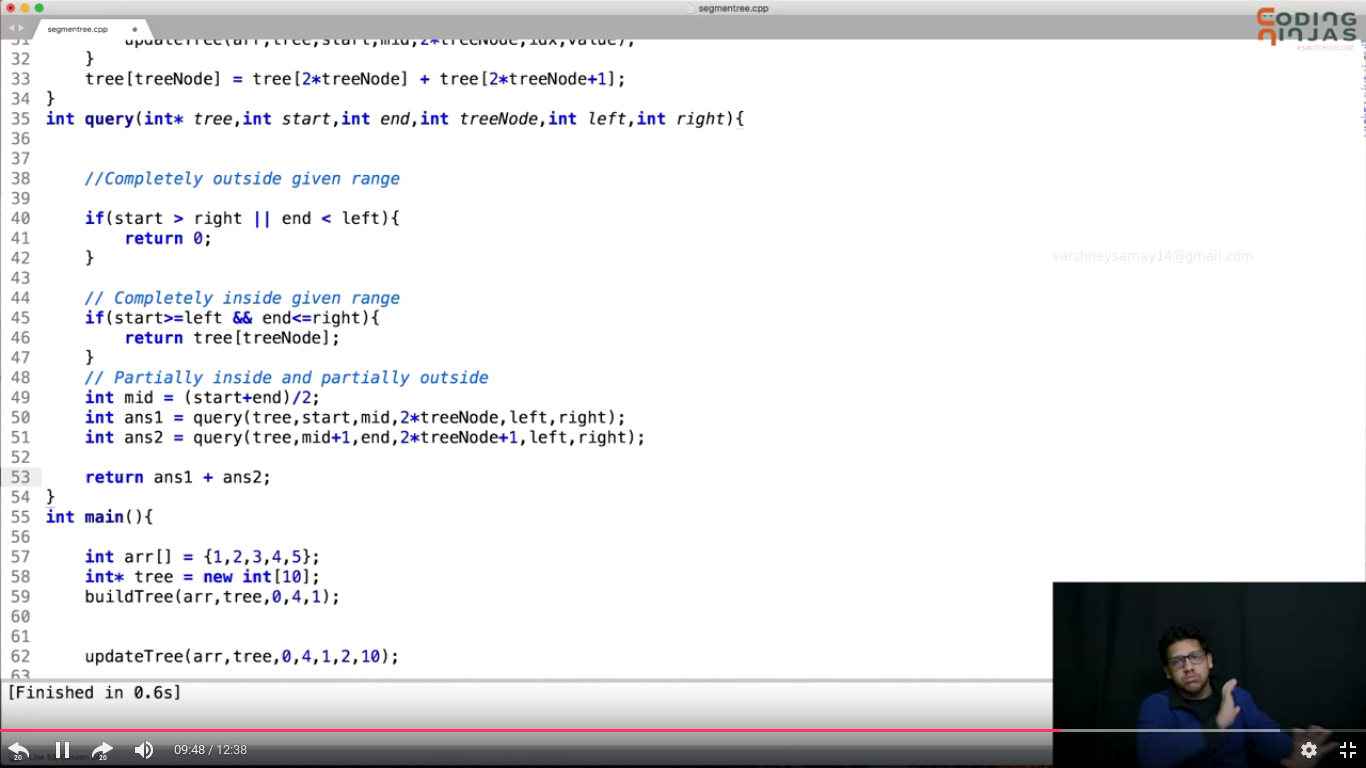 segmentree.cpp
segmentree.cpp
CODING NINJAS
#SWITCHTOCODE
31 updateTree(arr,tree,start,mid,2*treeNode,idx,value);
32 }
33 tree[treeNode] = tree[2*treeNode] + tree[2*treeNode+1];
34 }
35 int query(int* tree,int start,int end,int treeNode,int left,int right){
36
37
38 //Completely outside given range
39
40 if(start > right || end < left){
41 return 0;
42 }
43
44 // Completely inside given range
45 if(start>=left && end<=right){
46 return tree[treeNode];
47 }
48 // Partially inside and partially outside
49 int mid = (start+end)/2;
50 int ans1 = query(tree,start,mid,2*treeNode,left,right);
51 int ans2 = query(tree,mid+1,end,2*treeNode+1,left,right);
52
53 return ans1 + ans2;
54 }
55 int main(){
56
57 int arr[] = {1,2,3,4,5};
58 int* tree = new int[10];
59 buildTree(arr,tree,0,4,1);
60
61
62 updateTree(arr,tree,0,4,1,2,10);
63
varshneysamay14@gmail.com
[Finished in 0.6s]
20
20
09:48 / 12:38